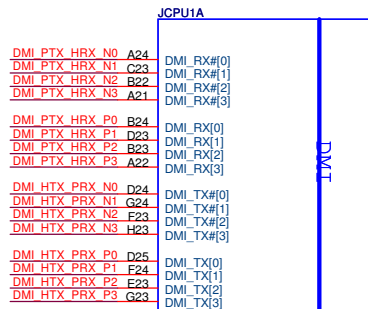 JCPU1A
DMI_PTX_HRX_N0 A24 DMI_RX#[0]
DMI_PTX_HRX_N1 C23 DMI_RX#[1]
DMI_PTX_HRX_N2 B22 DMI_RX#[2]
DMI_PTX_HRX_N3 A21 DMI_RX#[3]
DMI_PTX_HRX_P0 B24 DMI_RX[0]
DMI_PTX_HRX_P1 D23 DMI_RX[1]
DMI_PTX_HRX_P2 B23 DMI_RX[2]
DMI_PTX_HRX_P3 A22 DMI_RX[3]
DMI
DMI_HTX_PRX_N0 D24 DMI_TX#[0]
DMI_HTX_PRX_N1 G24 DMI_TX#[1]
DMI_HTX_PRX_N2 F23 DMI_TX#[2]
DMI_HTX_PRX_N3 H23 DMI_TX#[3]
DMI_HTX_PRX_P0 D25 DMI_TX[0]
DMI_HTX_PRX_P1 F24 DMI_TX[1]
DMI_HTX_PRX_P2 E23 DMI_TX[2]
DMI_HTX_PRX_P3 G23 DMI_TX[3]